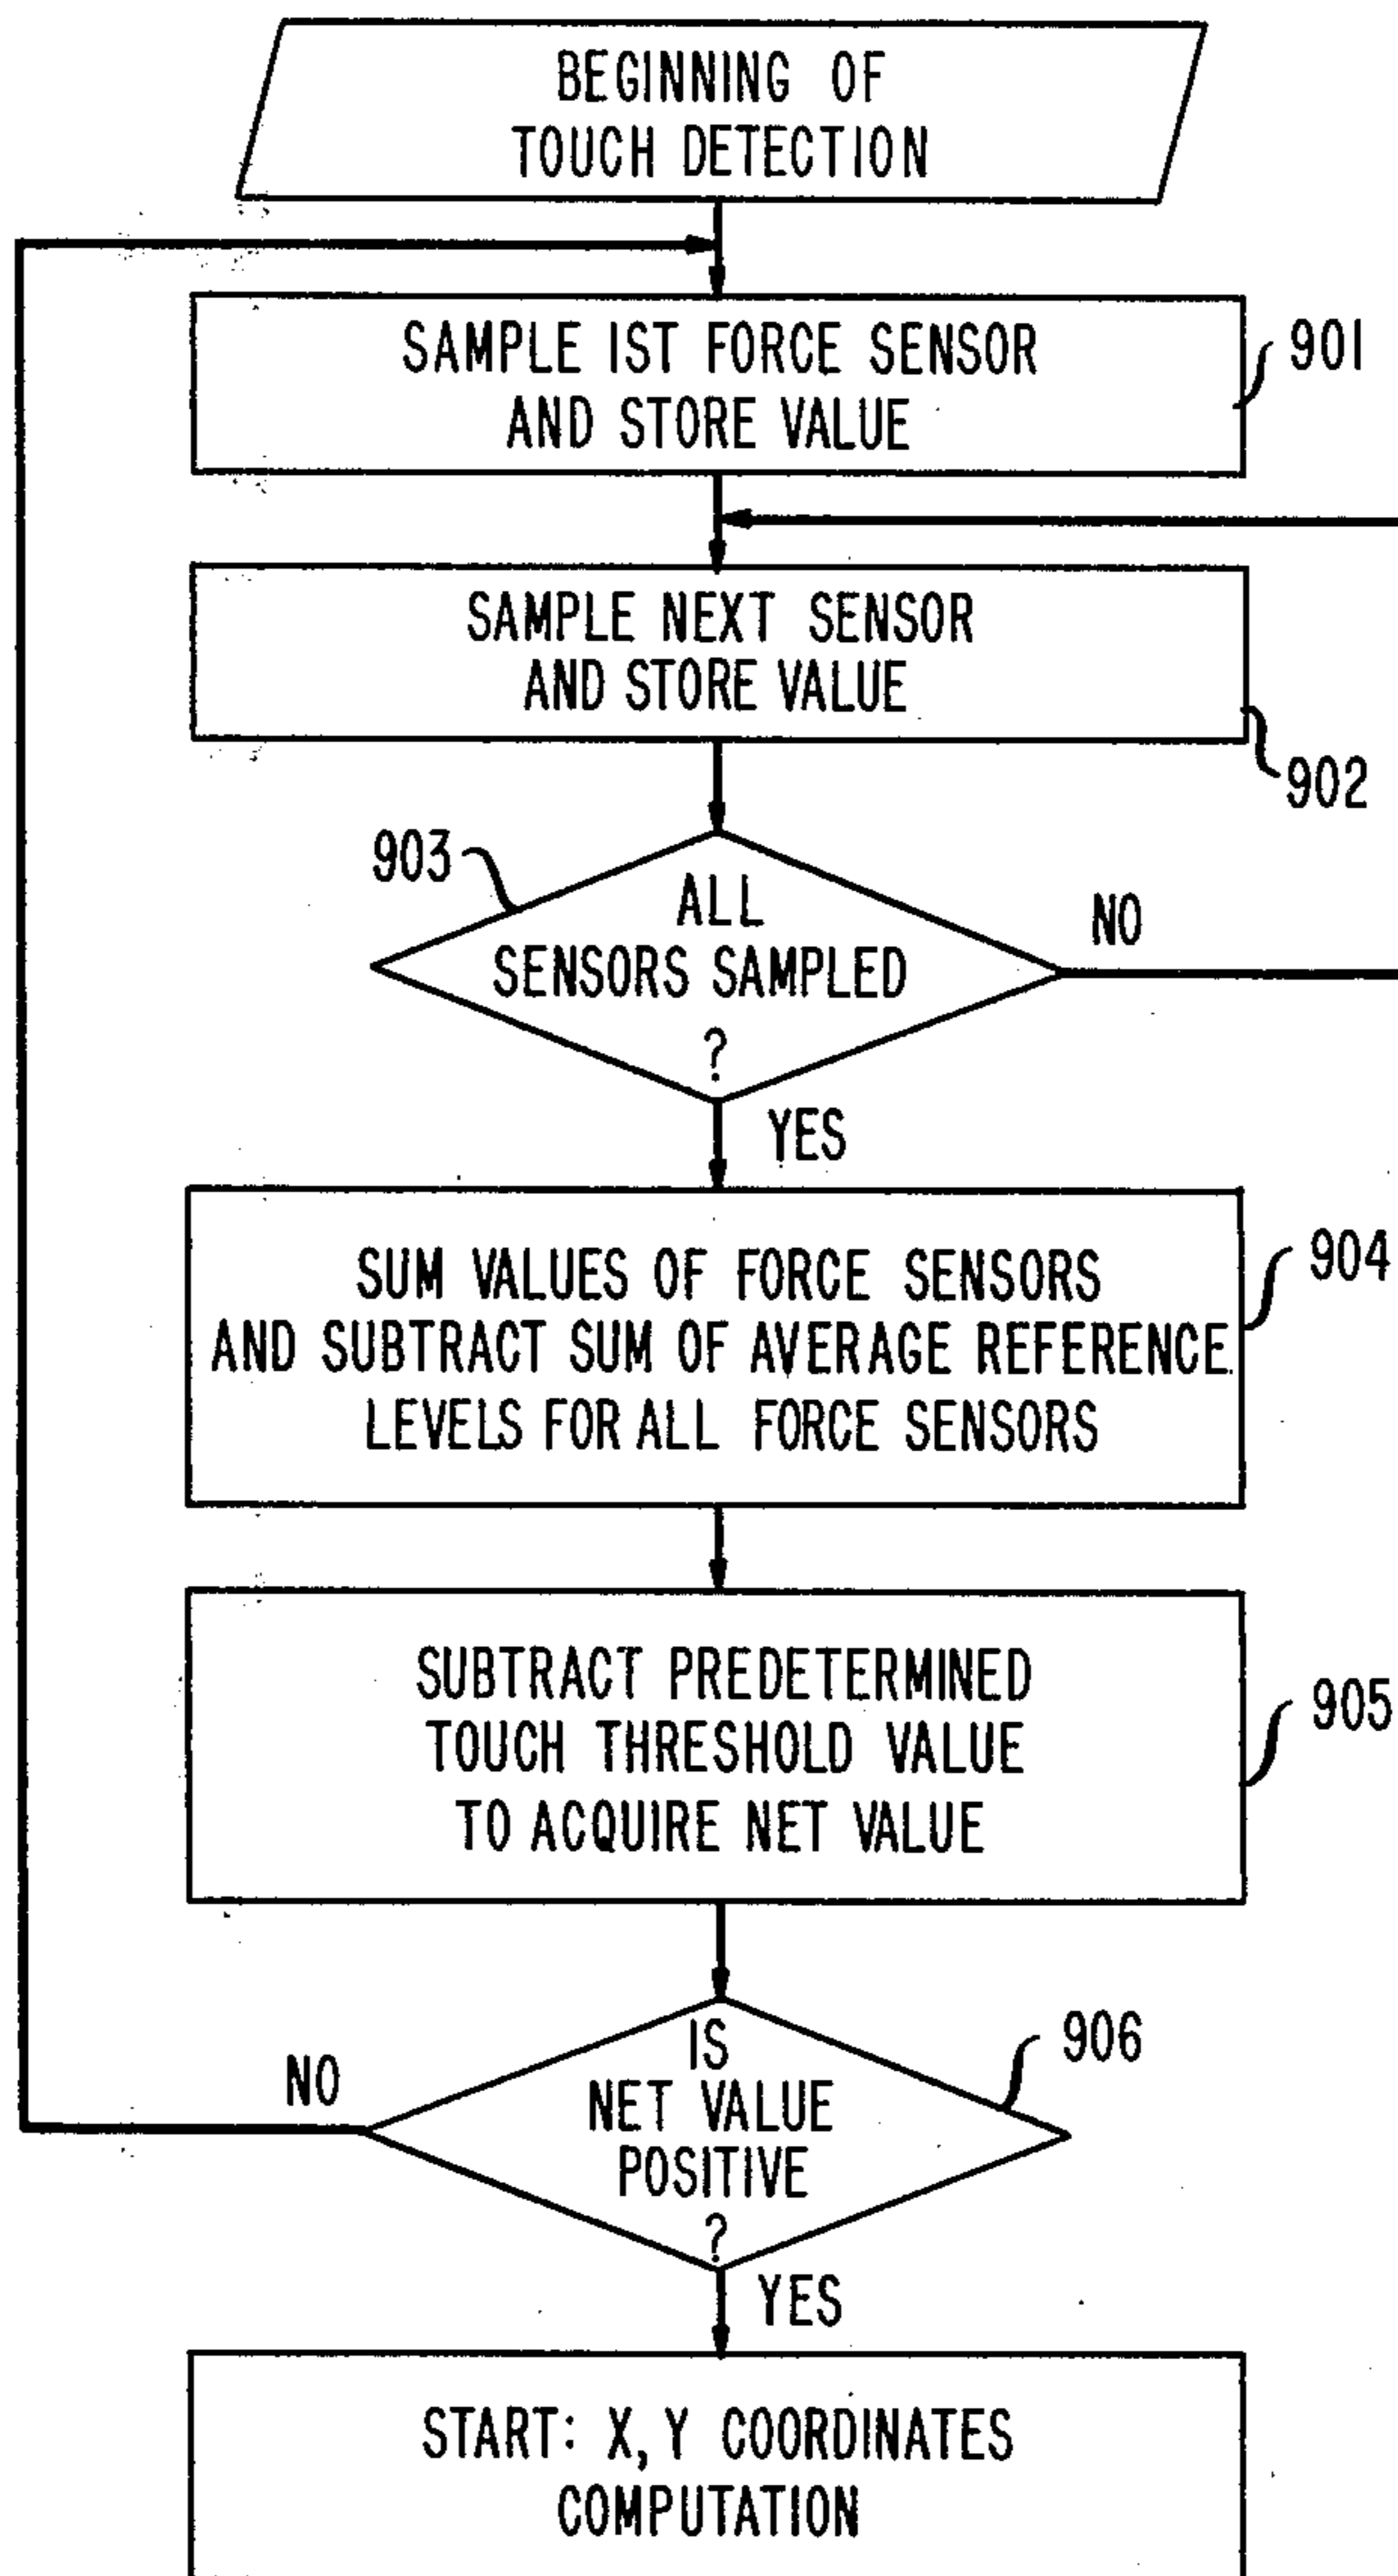 BEGINNING OF
TOUCH DETECTION
SAMPLE 1ST FORCE SENSOR
AND STORE VALUE
901
SAMPLE NEXT SENSOR
AND STORE VALUE
902
903
ALL
SENSORS SAMPLED
?
NO
YES
SUM VALUES OF FORCE SENSORS
AND SUBTRACT SUM OF AVERAGE REFERENCE
LEVELS FOR ALL FORCE SENSORS
904
SUBTRACT PREDETERMINED
TOUCH THRESHOLD VALUE
TO ACQUIRE NET VALUE
905
906
IS
NET VALUE
POSITIVE
?
NO
YES
START: X, Y COORDINATES
COMPUTATION